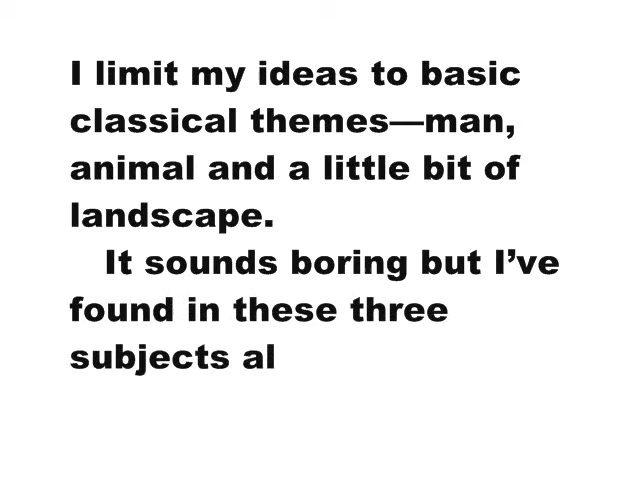 I limit my ideas to basic
classical themes—man,
animal and a little bit of
landscape.
It sounds boring but I’ve
found in these three
subjects al